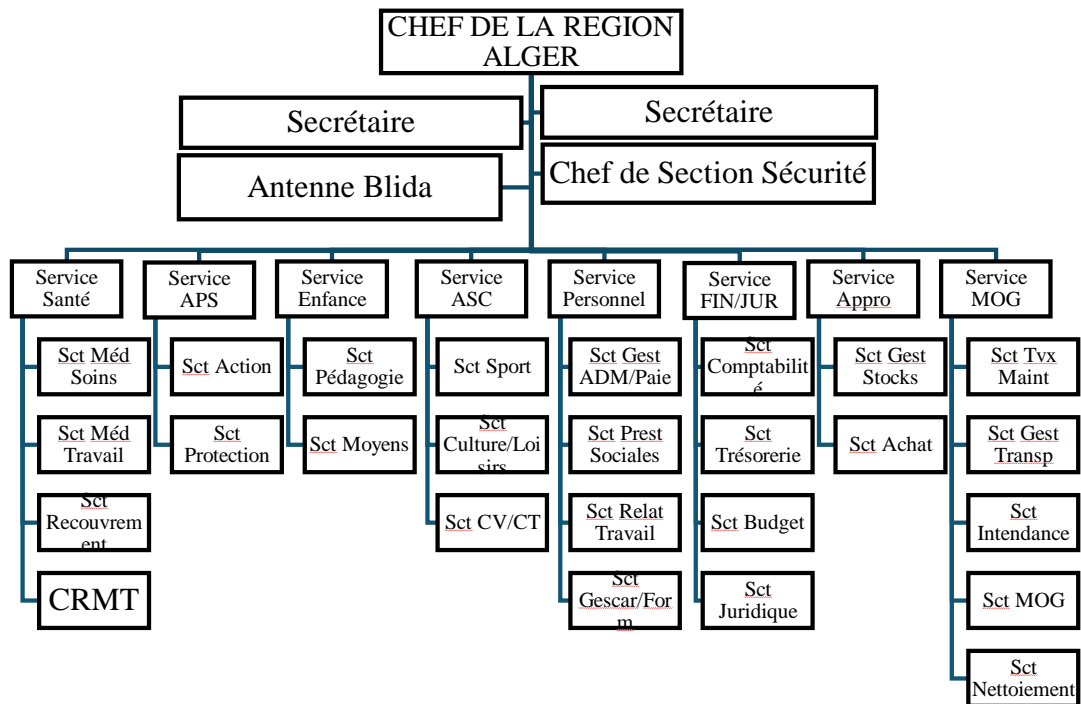 CHEF DE LA REGION
ALGER
Secrétaire
Secrétaire
Antenne Blida
Chef de Section Sécurité
Service
Santé
Service
APS
Service
Enfance
Service
ASC
Service
Personnel
Service
FIN/JUR
Service
Appro
Service
MOG
Sct Méd
Soins
Sct Méd
Travail
Sct
Recouvrem
ent
CRMT
Sct Action
Sct
Protection
Sct
Pédagogie
Sct Moyens
Sct Sport
Sct
Culture/Loi
sirs
Sct CV/CT
Sct Gest
ADM/Paie
Sct Prest
Sociales
Sct Relat
Travail
Sct
Gescar/For
m
Sct
Comptabilit
é
Sct
Trésorerie
Sct Budget
Sct
Juridique
Sct Gest
Stocks
Sct Achat
Sct Tvx
Maint
Sct Gest
Transp
Sct
Intendance
Sct MOG
Sct
Nettoiement